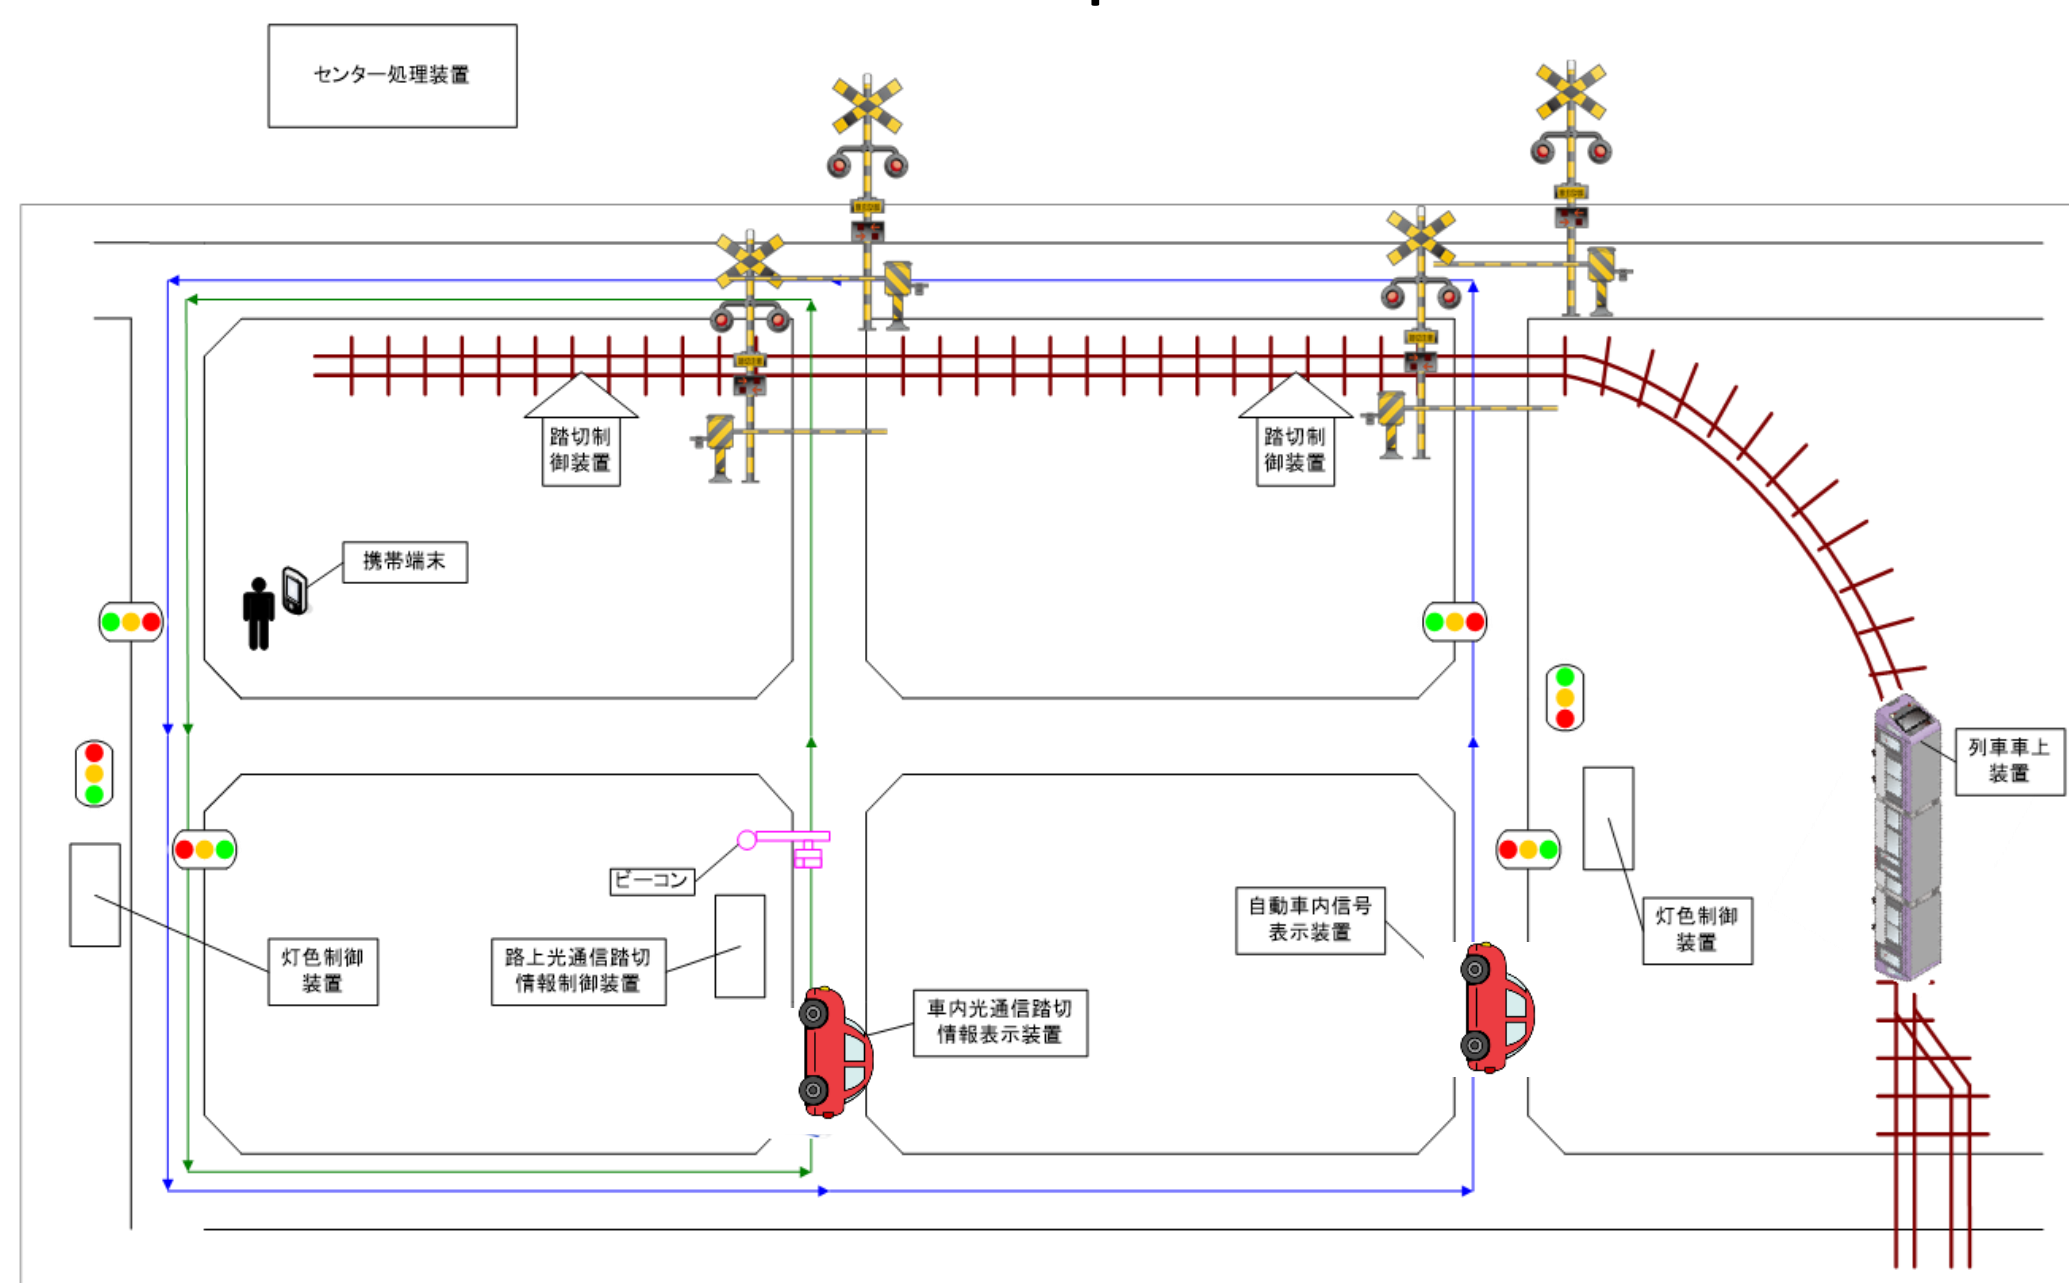 センター処理装置
踏切制
御装置
踏切制
御装置
携帯端末
列車車上
装置
ビーコン
自動車内信号
表示装置
灯色制御
装置
灯色制御
装置
路上光通信踏切
情報制御装置
車内光通信踏切
情報表示装置